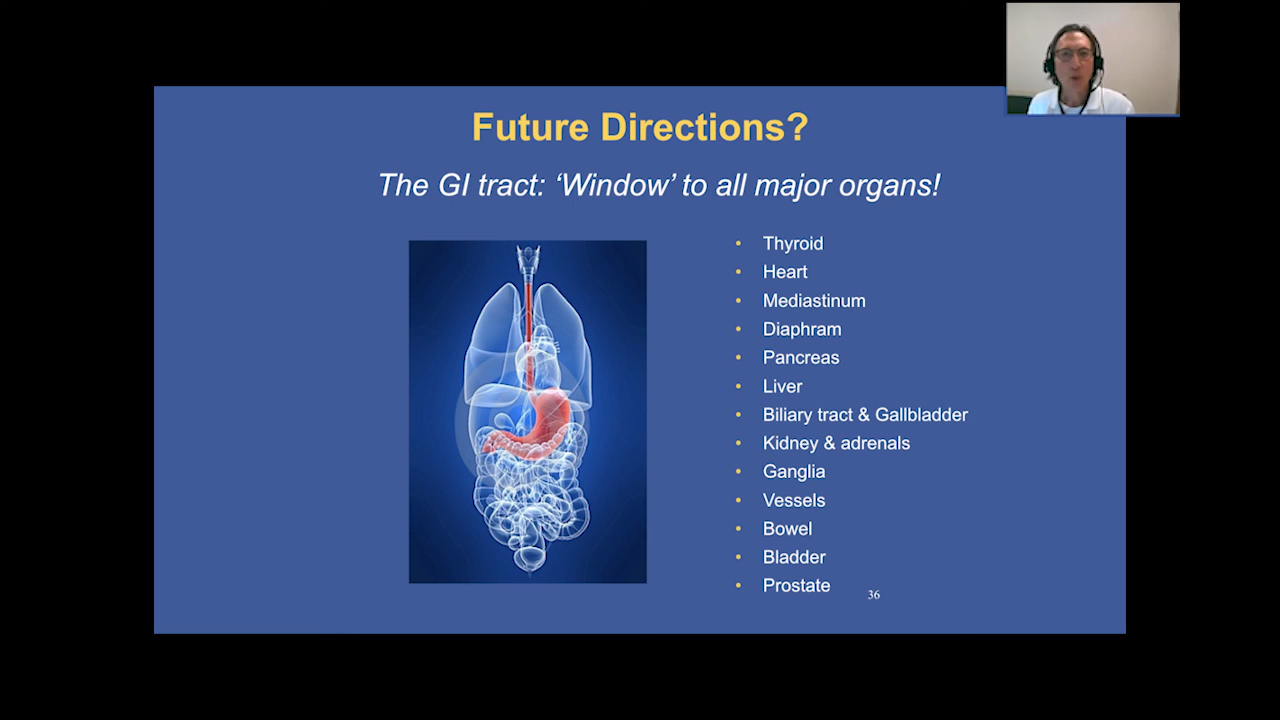 Future Directions?
The GI tract: ‘Window’ to all major organs!
• Thyroid
• Heart
• Mediastinum
• Diaphram
• Pancreas
• Liver
• Biliary tract & Gallbladder
• Kidney & adrenals
• Ganglia
• Vessels
• Bowel
• Bladder
• Prostate
36